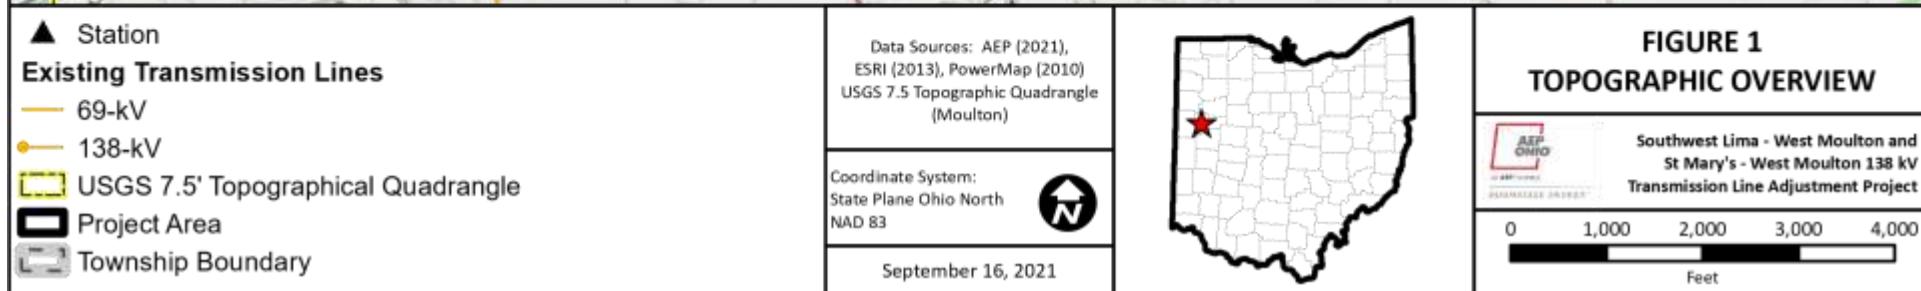 Station
Existing Transmission Lines
69-kV
138-kV
USGS 7.5' Topographical Quadrangle
Project Area
Township Boundary
Data Sources: AEP (2021),
ESRI (2013), PowerMap (2010)
USGS 7.5 Topographic Quadrangle
(Moulton)
Coordinate System:
State Plane Ohio North
NAD 83
N
September 16, 2021
FIGURE 1
TOPOGRAPHIC OVERVIEW
AEP
OHIO
Southwest Lima - West Moulton and
St Mary's - West Moulton 138 kV
Transmission Line Adjustment Project
0 1,000 2,000 3,000 4,000
Feet